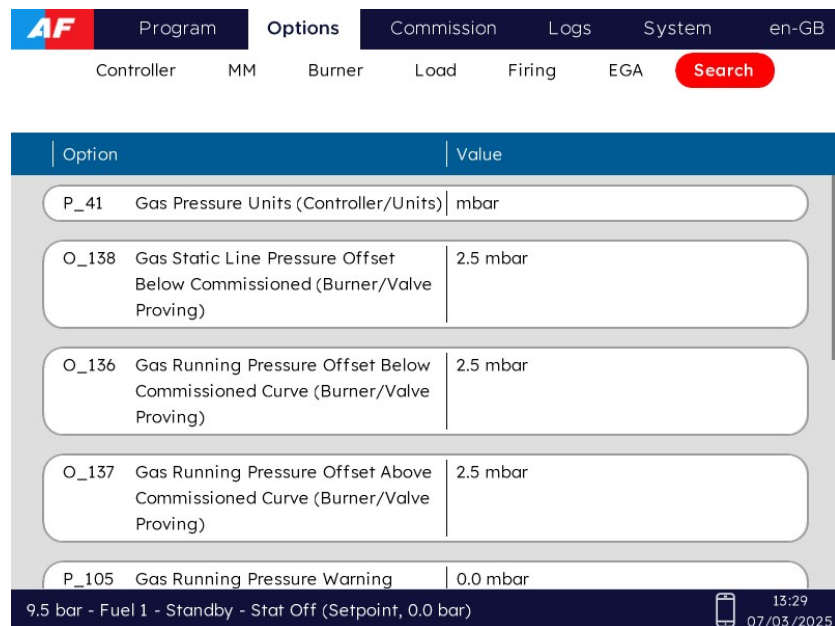 AF Program Options Commission Logs System en-GB
Controller MM Burner Load Firing EGA Search
Option Value
P_41 Gas Pressure Units (Controller/Units) mbar
O_138 Gas Static Line Pressure Offset 2.5 mbar
Below Commissioned (Burner/Valve
Proving)
O_136 Gas Running Pressure Offset Below 2.5 mbar
Commissioned Curve (Burner/Valve
Proving)
O_137 Gas Running Pressure Offset Above 2.5 mbar
Commissioned Curve (Burner/Valve
Proving)
P_105 Gas Running Pressure Warning 0.0 mbar
9.5 bar - Fuel 1 - Standby - Stat Off (Setpoint, 0.0 bar) 13:29
07/03/2025